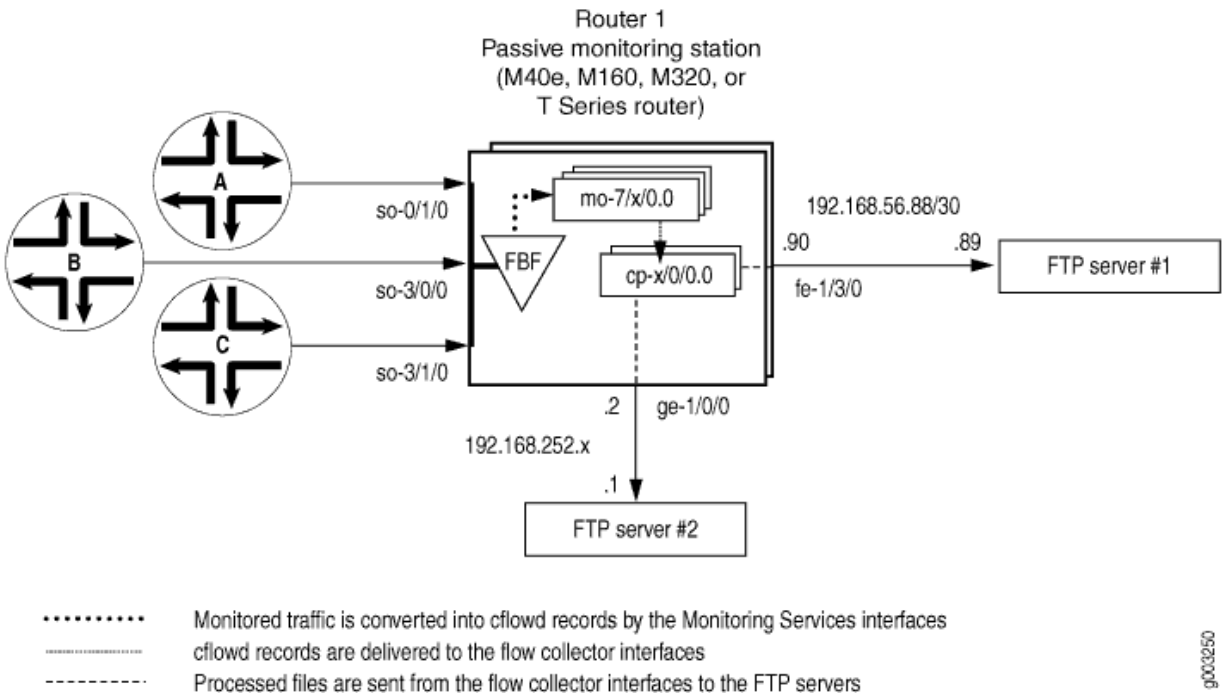 Router 1
Passive monitoring station
(M40e, M160, M320, or
T Series router)
A
so-0/1/0
B
so-3/0/0
C
so-3/1/0
FBF
mo-7/x/0.0
cp-x/0/0.0
192.168.56.88/30
.90
.89
fe-1/3/0
FTP server #1
.2
ge-1/0/0
192.168.252.x
.1
FTP server #2
Monitored traffic is converted into cflowd records by the Monitoring Services interfaces
cflowd records are delivered to the flow collector interfaces
Processed files are sent from the flow collector interfaces to the FTP servers
g003250